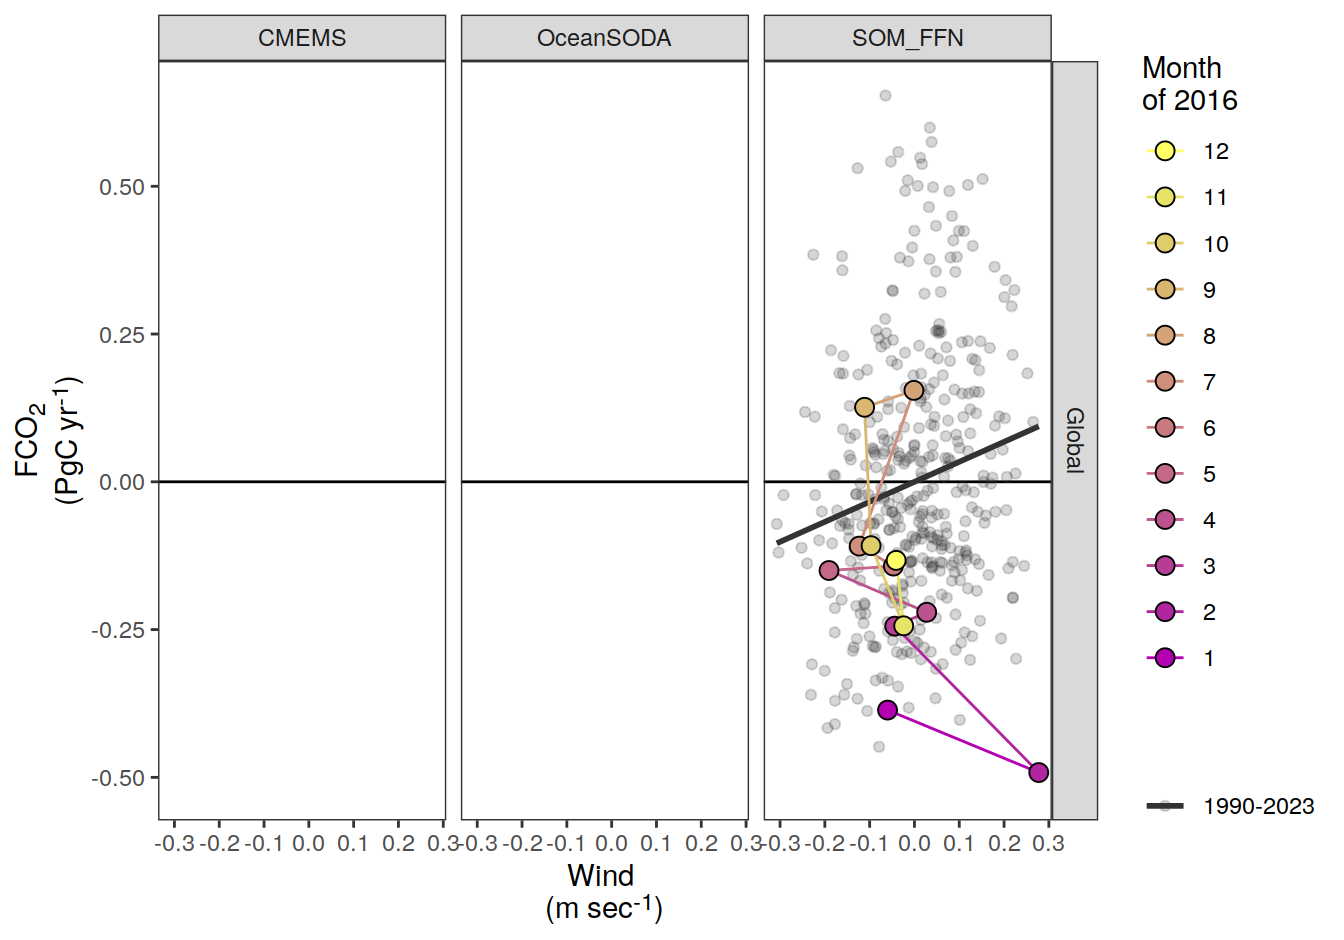 CMEMS OceanSODA SOM_FFN
Month
of 2016
12
11
10
9
8
7
6
5
4
3
2
1
1990-2023
Global
FCO2
(PgC yr-1)
0.50
0.25
0.00
-0.25
-0.50
-0.3 -0.2 -0.1 0.0 0.1 0.2 0.3 -0.3 -0.2 -0.1 0.0 0.1 0.2 0.3 -0.3 -0.2 -0.1 0.0 0.1 0.2 0.3
Wind
(m sec-1)